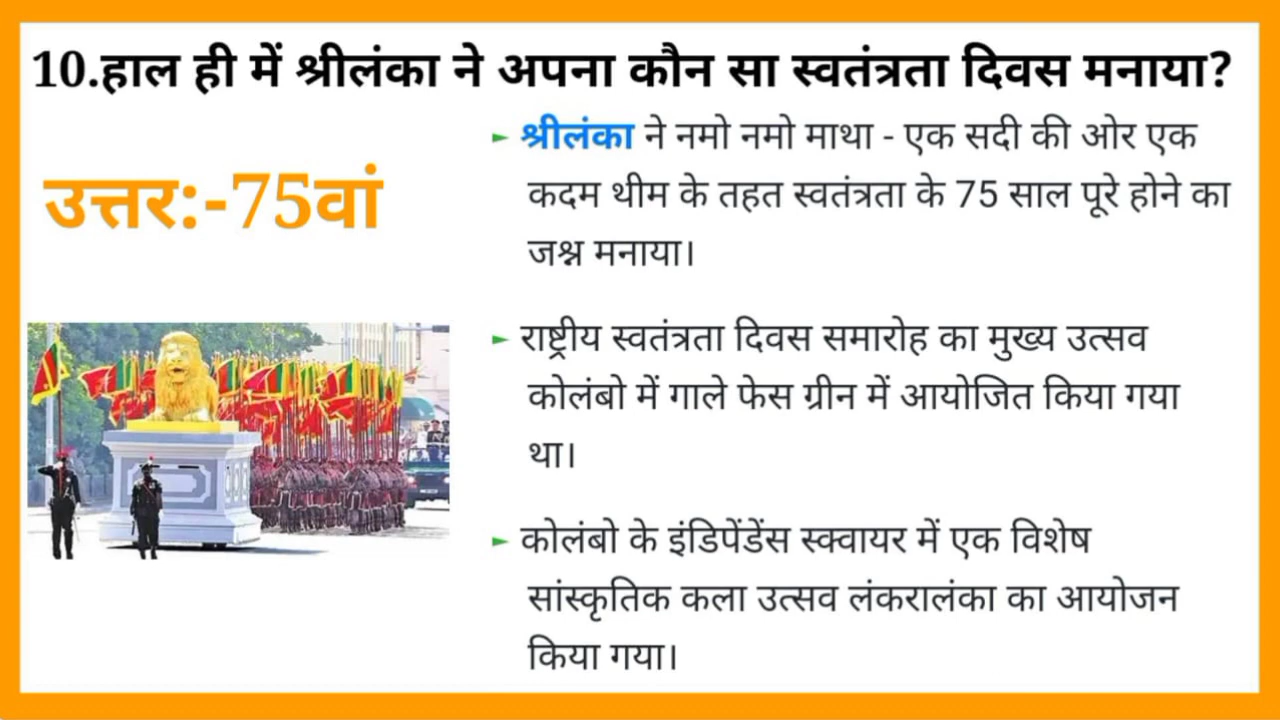 10.हाल ही में श्रीलंका ने अपना कौन सा स्वतंत्रता दिवस मनाया?
उत्तर:-75वां
► श्रीलंका ने नमो नमो माथा - एक सदी की ओर एक
कदम थीम के तहत स्वतंत्रता के 75 साल पूरे होने का
जश्न मनाया।
► राष्ट्रीय स्वतंत्रता दिवस समारोह का मुख्य उत्सव
कोलंबो में गाले फेस ग्रीन में आयोजित किया गया
था।
► कोलंबो के इंडिपेंडेंस स्क्वायर में एक विशेष
सांस्कृतिक कला उत्सव लंकरालंका का आयोजन
किया गया।